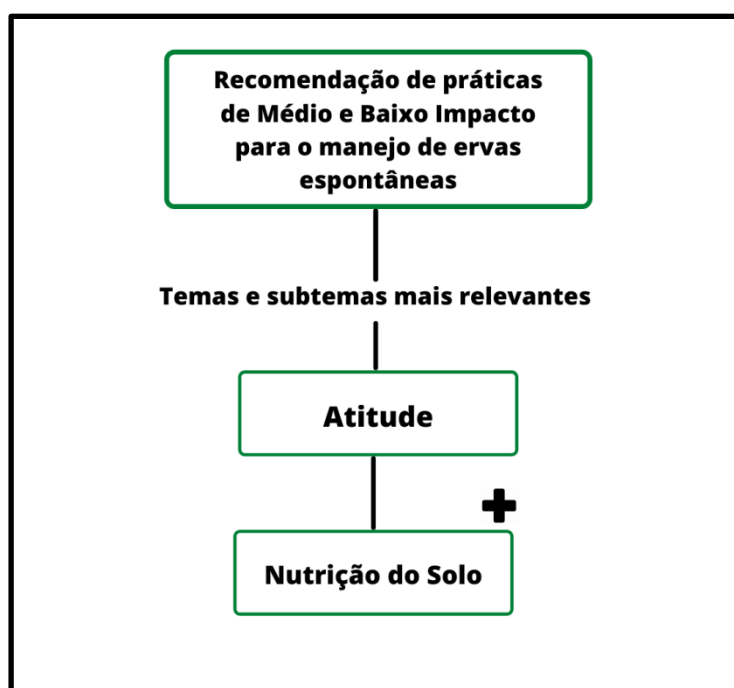 Recomendação de práticas
de Médio e Baixo Impacto
para o manejo de ervas
espontâneas
Temas e subtemas mais relevantes
Atitude
+
Nutrição do Solo